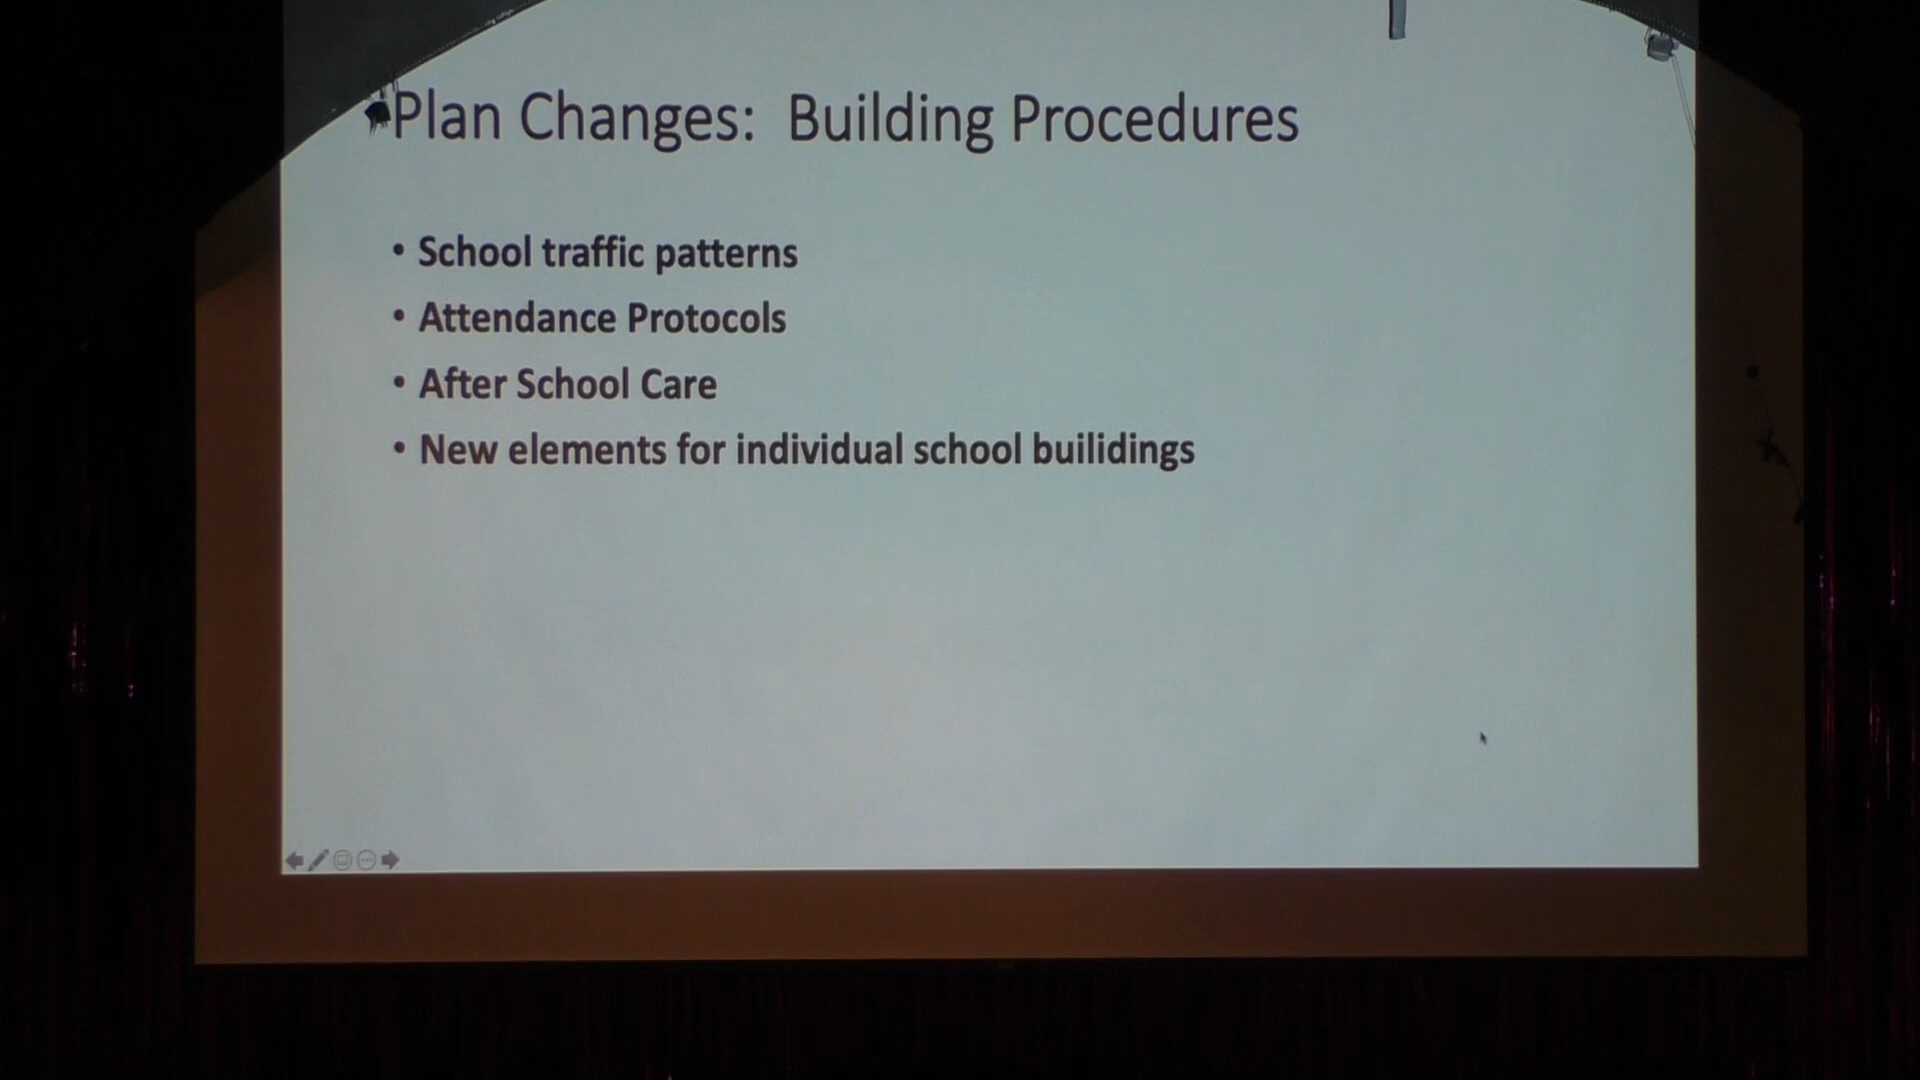 Plan Changes: Building Procedures
• School traffic patterns
• Attendance Protocols
• After School Care
• New elements for individual school builidings